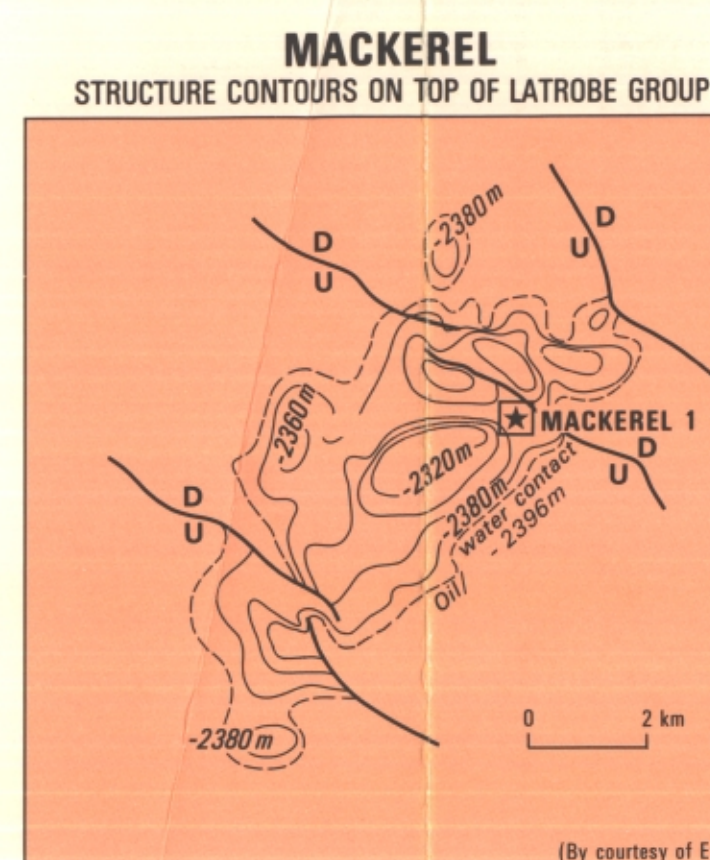 MACKEREL
STRUCTURE CONTOURS ON TOP OF LATROBE GROUP
-2380m
D
U
D
U
-2360m
MACKEREL 1
-2320m
D
U
-2380m
Oil/
water contact
- 2396m
D
U
0 2 km
-2380m
(By courtesy of E